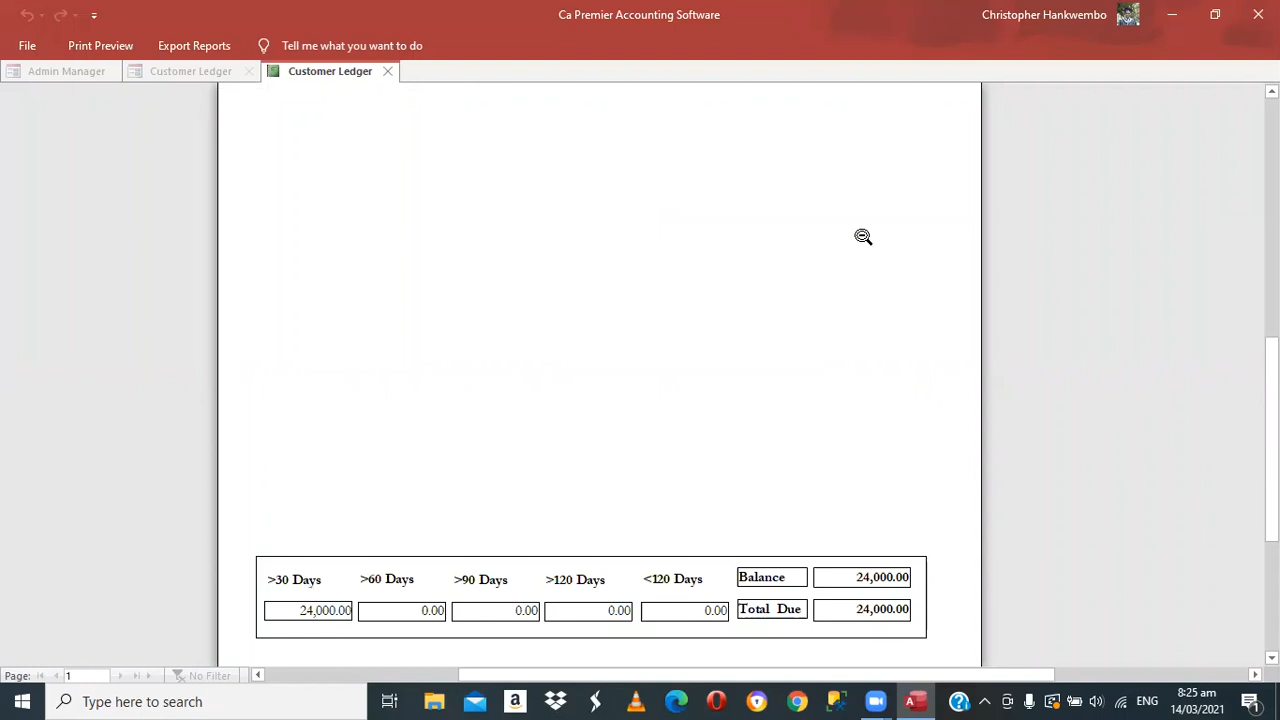 Ca Premier Accounting Software
Christopher Hankwembo
File Print Preview Export Reports Tell me what you want to do
Admin Manager Customer Ledger Customer Ledger
>30 Days >60 Days >90 Days >120 Days <120 Days Balance 24,000.00
24,000.00 0.00 0.00 0.00 0.00 Total Due 24,000.00
Page: 1 No Filter
Type here to search
ENG
8:25 am
14/03/2021
1